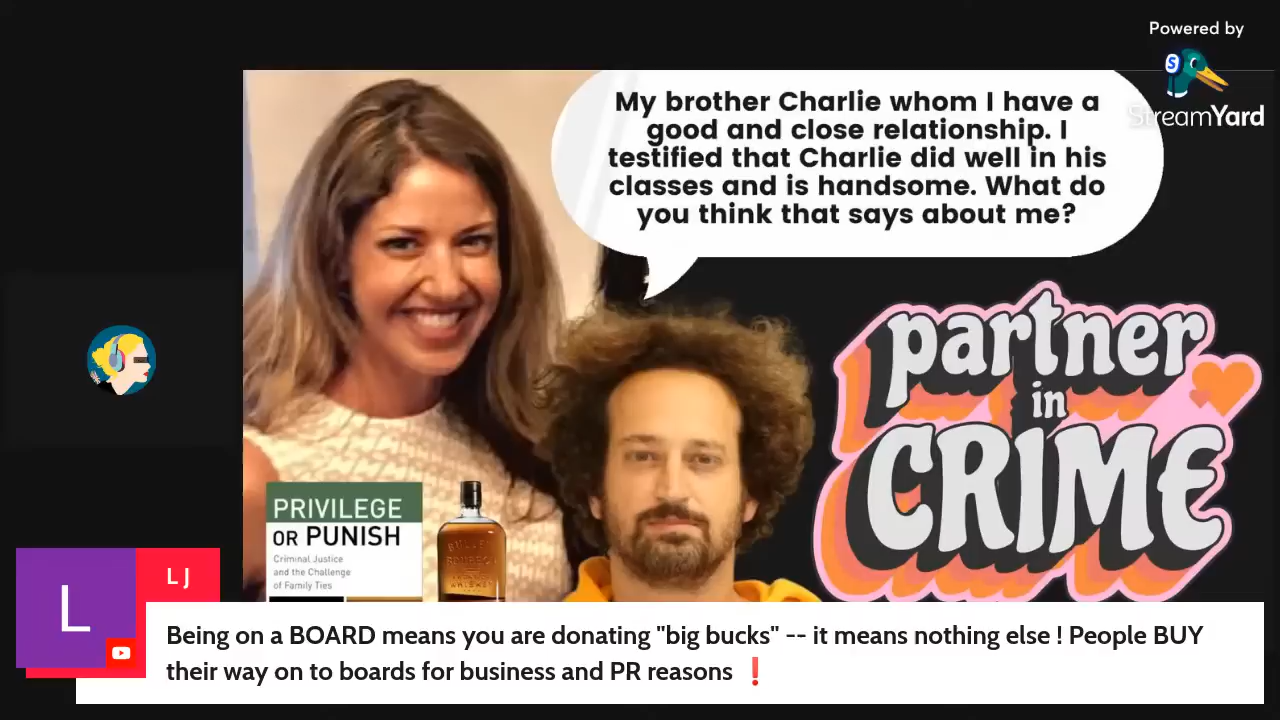 Powered by
S
StreamYard
My brother Charlie whom I have a
good and close relationship. I
testified that Charlie did well in his
classes and is handsome. What do
you think that says about me?
partner
in
CRIME
PRIVILEGE
OR PUNISH
Criminal Justice
and the Challenge
of Family Ties
BULLEIT
BOURBON
WHISKEY
L
L J
Being on a BOARD means you are donating "big bucks" -- it means nothing else ! People BUY
their way on to boards for business and PR reasons ❗